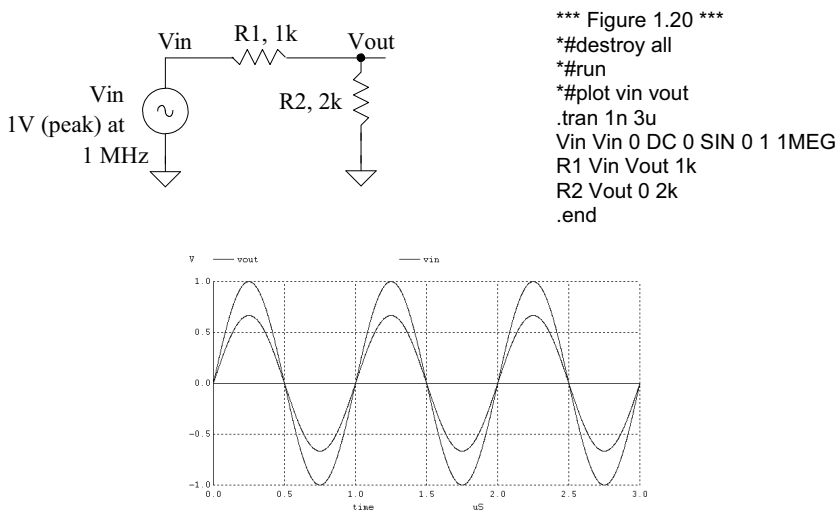 Vin
R1, 1k
Vout
Vin
1V (peak) at
1 MHz
R2, 2k
*** Figure 1.20 ***
*#destroy all
*#run
*#plot vin vout
.tran 1n 3u
Vin Vin 0 DC 0 SIN 0 1 1MEG
R1 Vin Vout 1k
R2 Vout 0 2k
.end
V vout vin
1.0
0.5
0.0
-0.5
-1.0
0.0 0.5 1.0 1.5 2.0 2.5 3.0
time uS